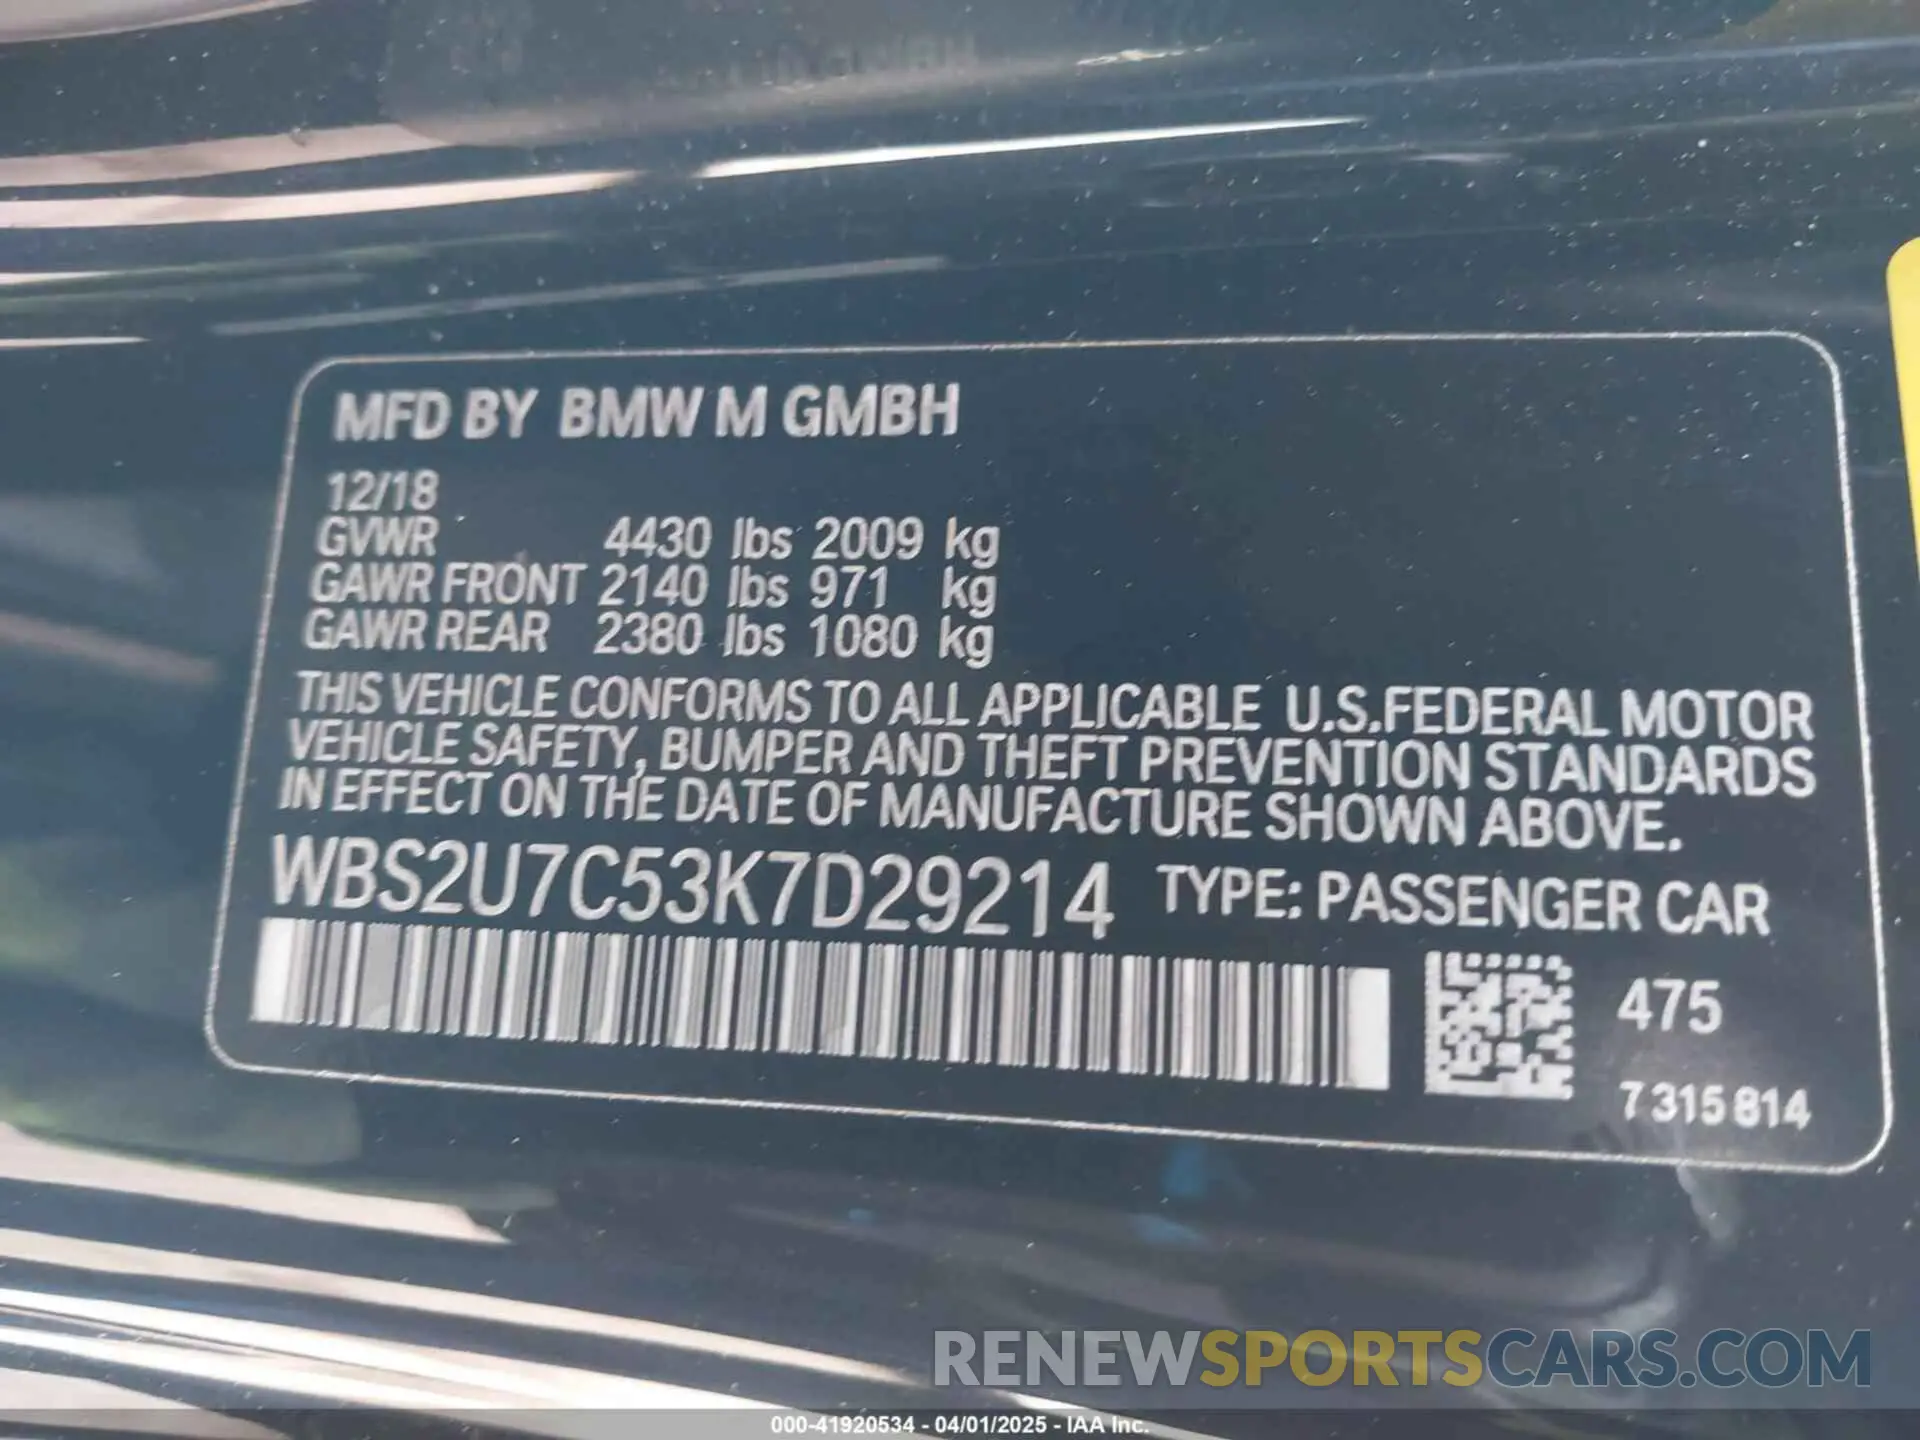 MFD BY BMW M GMBH
12/18
GVWR 4430 lbs 2009 kg
GAWR FRONT 2140 lbs 971 kg
GAWR REAR 2380 lbs 1080 kg
THIS VEHICLE CONFORMS TO ALL APPLICABLE U.S.FEDERAL MOTOR
VEHICLE SAFETY, BUMPER AND THEFT PREVENTION STANDARDS
IN EFFECT ON THE DATE OF MANUFACTURE SHOWN ABOVE.
WBS2U7C53K7D29214 TYPE: PASSENGER CAR
475
7315814
RENEWSPORTSCARS.COM
000-41920534 - 04/01/2025 - IAA Inc.